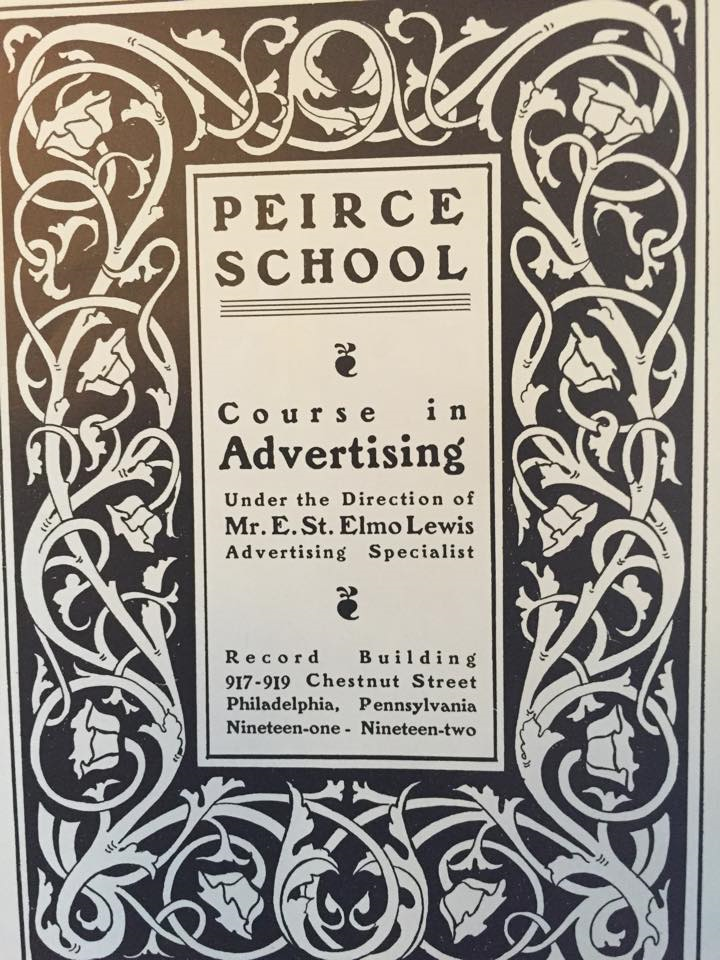 PEIRCE
SCHOOL
Course in
Advertising
Under the Direction of
Mr. E. St. Elmo Lewis
Advertising Specialist
Record Building
917-919 Chestnut Street
Philadelphia, Pennsylvania
Nineteen-one - Nineteen-two